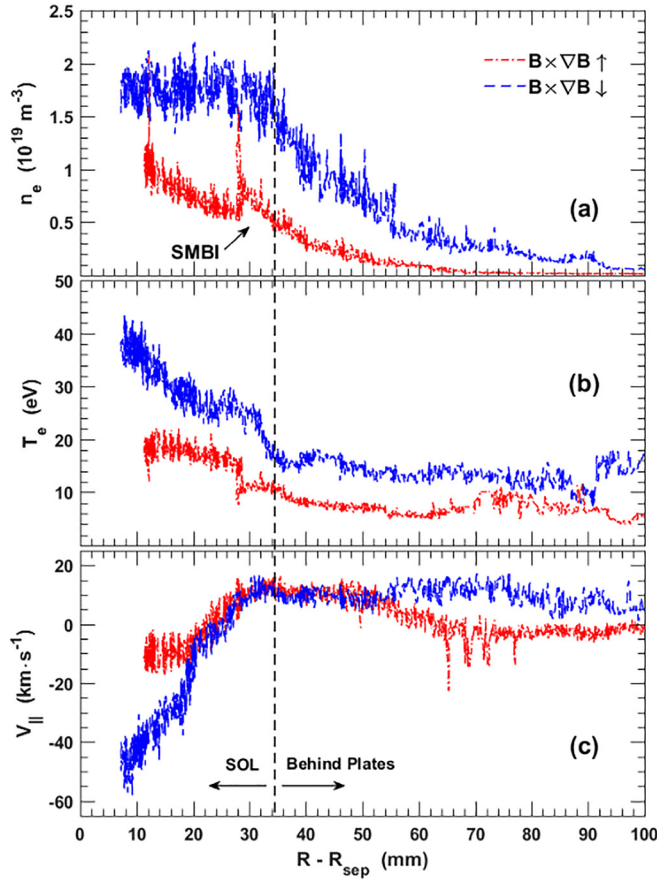 2.5
2
1.5
1
0.5
n_e (10^19 m^-3)
B × ∇B ↑
B × ∇B ↓
SMBI
(a)
50
40
30
20
10
0
T_e (eV)
(b)
20
0
-20
-40
-60
V_|| (km·s^-1)
SOL
Behind Plates
(c)
0 10 20 30 40 50 60 70 80 90 100
R - R_sep (mm)